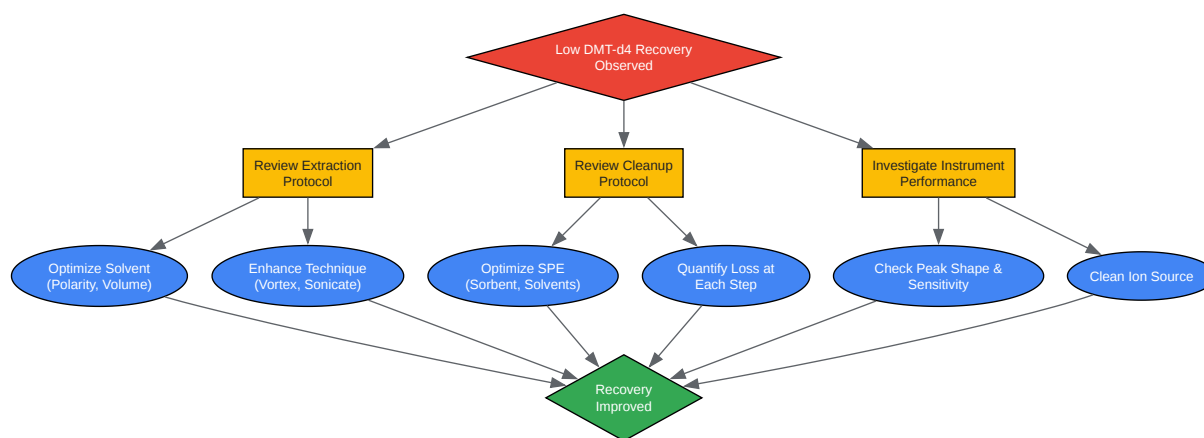 Low DMT-d4 Recovery
Observed
Review Extraction
Protocol
Review Cleanup
Protocol
Investigate Instrument
Performance
Optimize Solvent
(Polarity, Volume)
Enhance Technique
(Vortex, Sonicate)
Optimize SPE
(Sorbent, Solvents)
Quantify Loss at
Each Step
Check Peak Shape &
Sensitivity
Clean Ion Source
Recovery
Improved